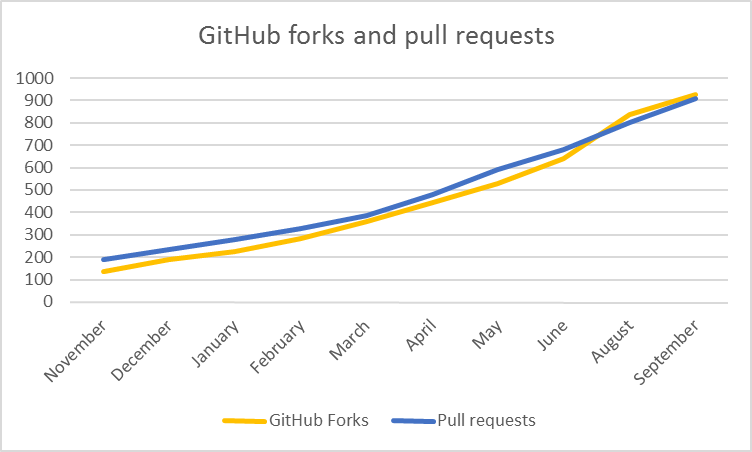 GitHub forks and pull requests
1000
900
800
700
600
500
400
300
200
100
0
November
December
January
February
March
April
May
June
August
September
GitHub Forks
Pull requests